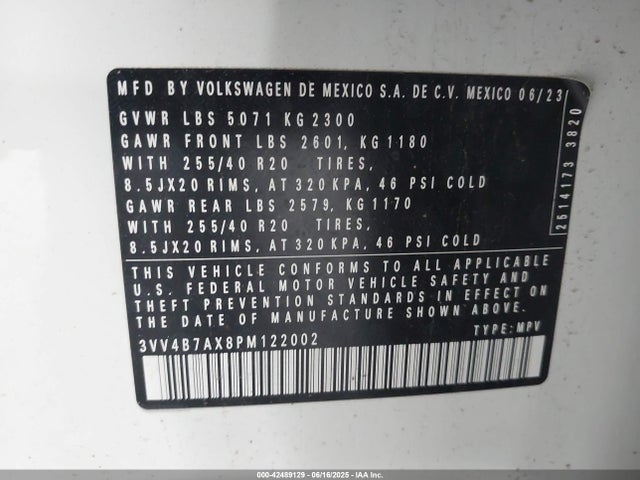 MFD BY VOLKSWAGEN DE MEXICO S.A. DE C.V. MEXICO 06/23
GVWR LBS 5071 KG 2300
GAWR FRONT LBS 2601, KG 1180
WITH 255/40 R20 TIRES,
8.5JX20 RIMS, AT 320 KPA, 46 PSI COLD
GAWR REAR LBS 2579, KG 1170
WITH 255/40 R20 TIRES,
8.5JX20 RIMS, AT 320 KPA, 46 PSI COLD
THIS VEHICLE CONFORMS TO ALL APPLICABLE
U.S. FEDERAL MOTOR VEHICLE SAFETY AND
THEFT PREVENTION STANDARDS IN EFFECT ON
THE DATE OF MANUFACTURE SHOWN ABOVE.
3VV4B7AX8PM122002 TYPE: MPV
2514173 3820
000-42489129 - 06/16/2025 - IAA Corp.